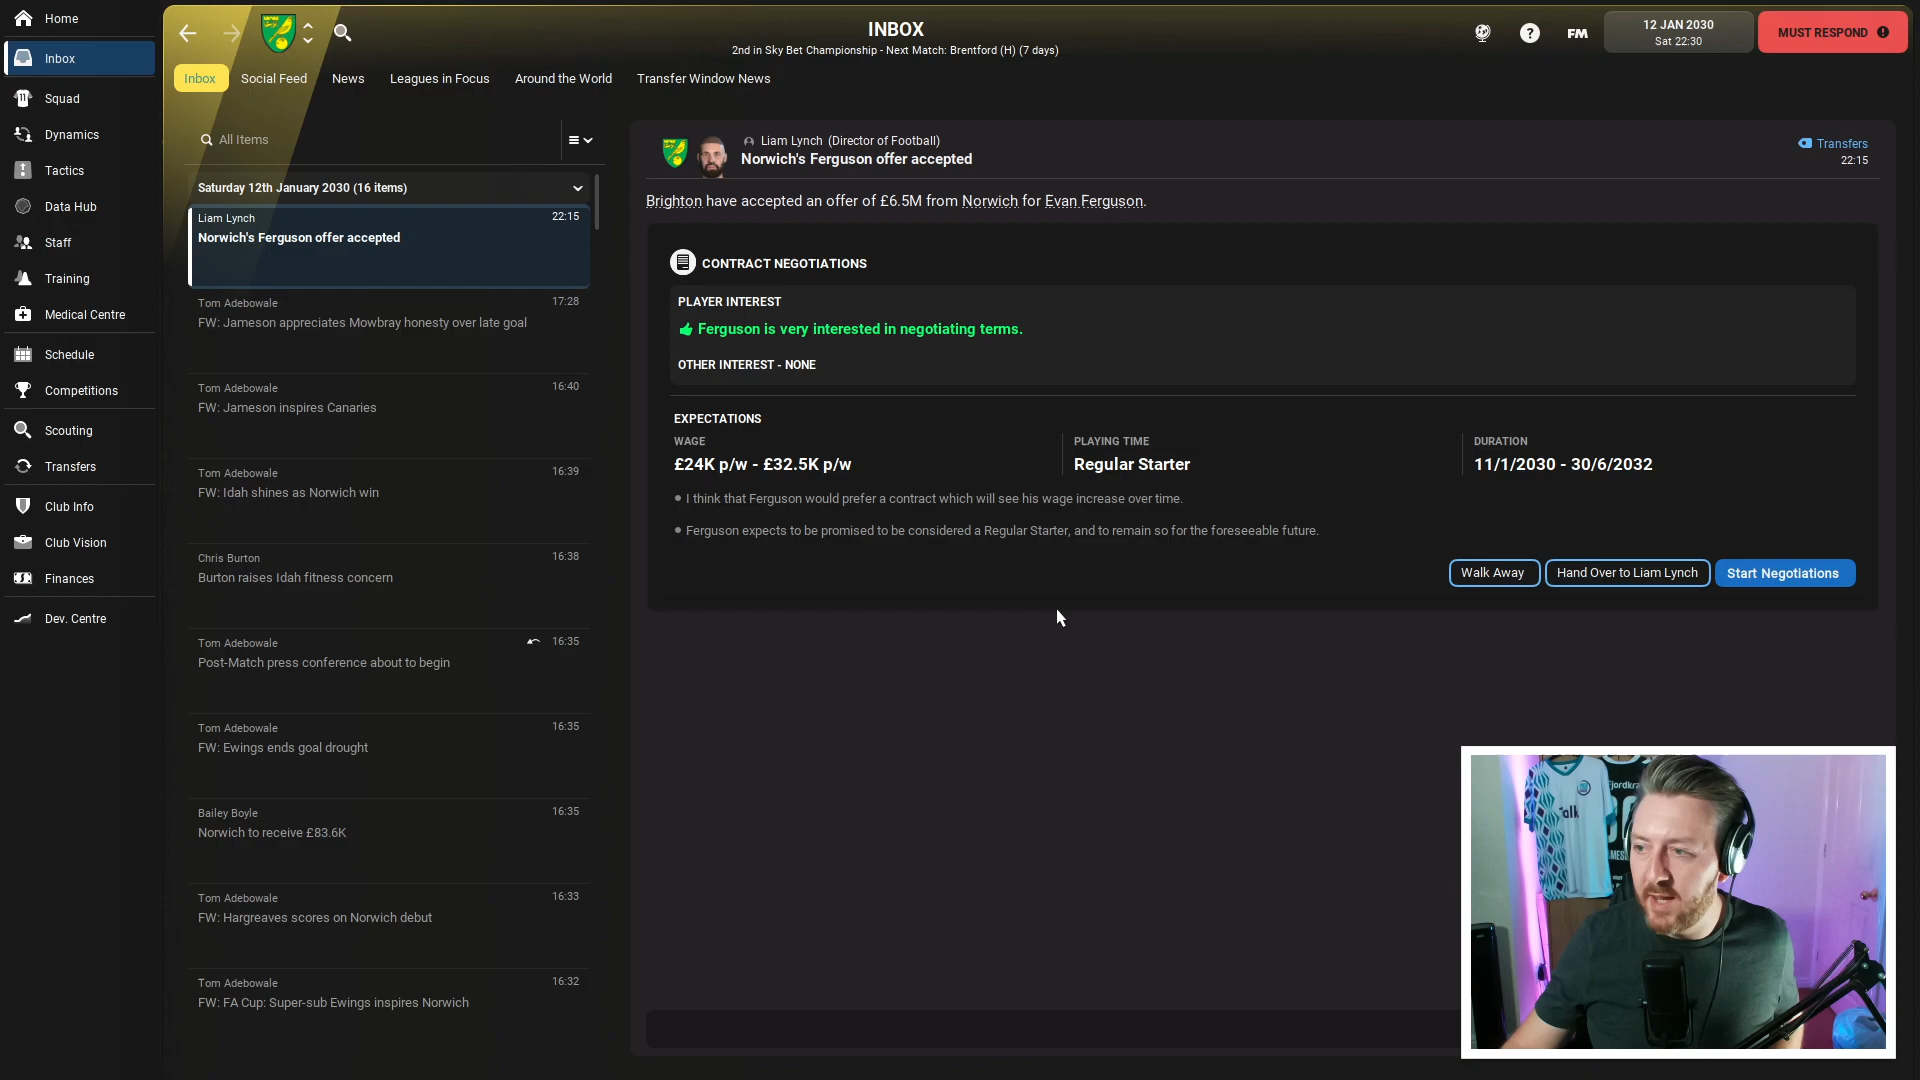 Home
Inbox
Squad
Dynamics
Tactics
Data Hub
Staff
Training
Medical Centre
Schedule
Competitions
Scouting
Transfers
Club Info
Club Vision
Finances
Dev. Centre
INBOX
2nd in Sky Bet Championship - Next Match: Brentford (H) (7 days)
FM
12 JAN 2030
Sat 22:30
MUST RESPOND
Inbox
Social Feed
News
Leagues in Focus
Around the World
Transfer Window News
All Items
Saturday 12th January 2030 (16 items)
Liam Lynch 22:15
Norwich's Ferguson offer accepted
Tom Adebowale 17:28
FW: Jameson appreciates Mowbray honesty over late goal
Tom Adebowale 16:40
FW: Jameson inspires Canaries
Tom Adebowale 16:39
FW: Idah shines as Norwich win
Chris Burton 16:38
Burton raises Idah fitness concern
Tom Adebowale 16:35
Post-Match press conference about to begin
Tom Adebowale 16:35
FW: Ewings ends goal drought
Bailey Boyle 16:35
Norwich to receive £83.6K
Tom Adebowale 16:33
FW: Hargreaves scores on Norwich debut
Tom Adebowale 16:32
FW: FA Cup: Super-sub Ewings inspires Norwich
Liam Lynch (Director of Football)
Norwich's Ferguson offer accepted
Transfers
22:15
Brighton have accepted an offer of £6.5M from Norwich for Evan Ferguson.
CONTRACT NEGOTIATIONS
PLAYER INTEREST
Ferguson is very interested in negotiating terms.
OTHER INTEREST - NONE
EXPECTATIONS
WAGE
£24K p/w - £32.5K p/w
PLAYING TIME
Regular Starter
DURATION
11/1/2030 - 30/6/2032
I think that Ferguson would prefer a contract which will see his wage increase over time.
Ferguson expects to be promised to be considered a Regular Starter, and to remain so for the foreseeable future.
Walk Away
Hand Over to Liam Lynch
Start Negotiations